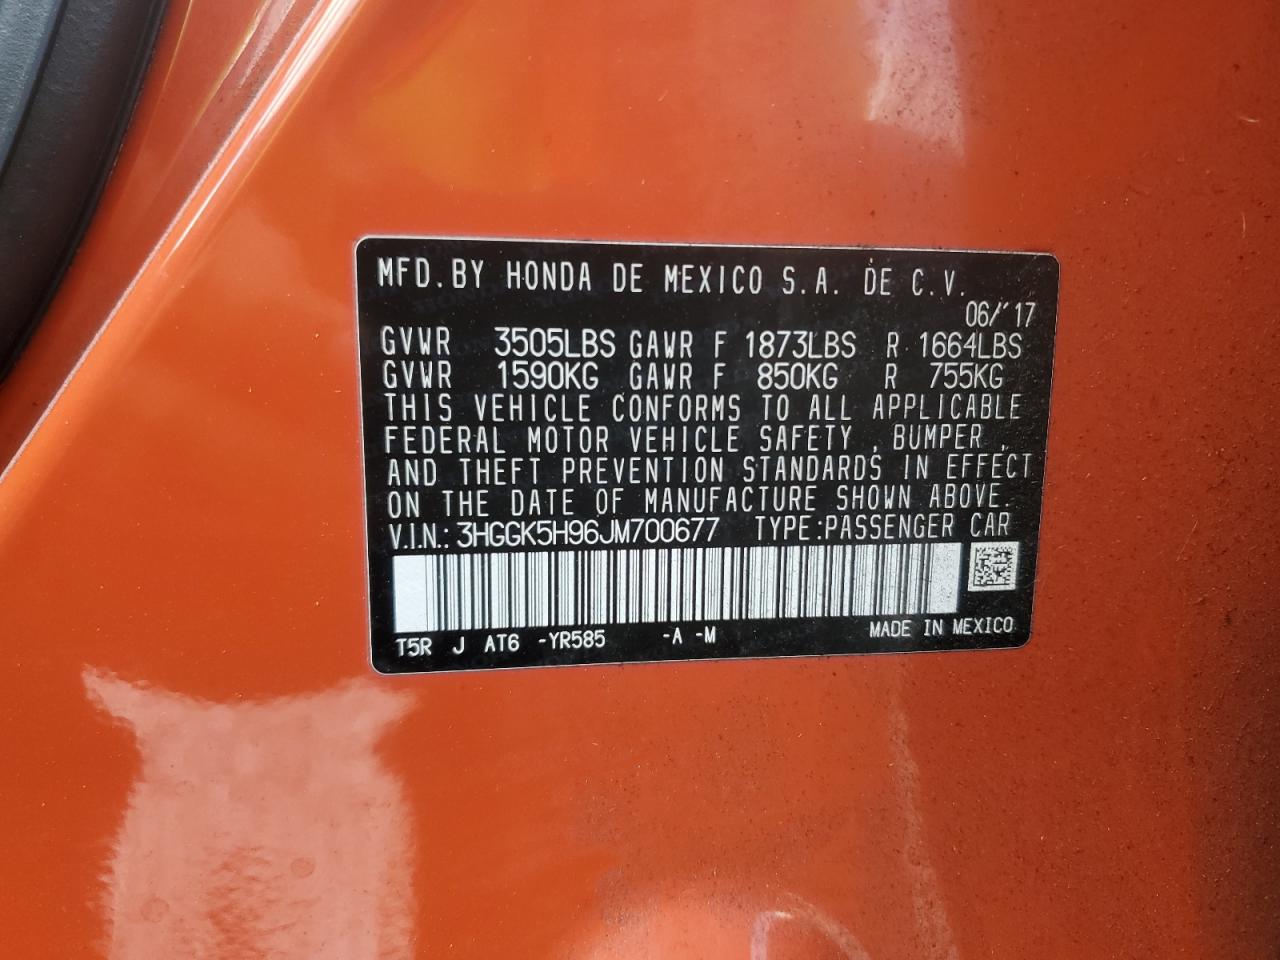 MFD.BY HONDA DE MEXICO S.A. DE C.V.
06/'17
GVWR 3505LBS GAWR F 1873LBS R 1664LBS
GVWR 1590KG GAWR F 850KG R 755KG
THIS VEHICLE CONFORMS TO ALL APPLICABLE
FEDERAL MOTOR VEHICLE SAFETY , BUMPER ,
AND THEFT PREVENTION STANDARDS IN EFFECT
ON THE DATE OF MANUFACTURE SHOWN ABOVE.
V.I.N.: 3HGGK5H96JM700677 TYPE:PASSENGER CAR
T5R J AT6 -YR585 -A -M MADE IN MEXICO